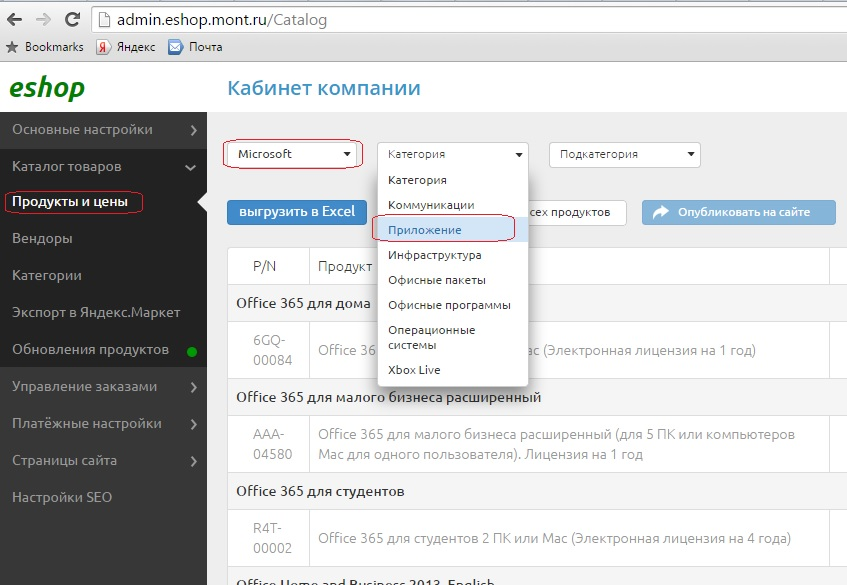 admin.eshop.mont.ru/Catalog
Bookmarks Яндекс Почта
eshop
Кабинет компании
Основные настройки
Каталог товаров
Продукты и цены
Вендоры
Категории
Экспорт в Яндекс.Маркет
Обновления продуктов
Управление заказами
Платёжные настройки
Страницы сайта
Настройки SEO
Microsoft
Категория
Подкатегория
Категория
Коммуникации
Приложение
Инфраструктура
Офисные пакеты
Офисные программы
Операционные
системы
Xbox Live
выгрузить в Excel
сех продуктов
Опубликовать на сайте
P/N Продукт
Office 365 для дома
6GQ-
00084
Office 36
ас (Электронная лицензия на 1 год)
Office 365 для малого бизнеса расширенный
AAA-
04580
Office 365 для малого бизнеса расширенный (для 5 ПК или компьютеров
Mac для одного пользователя). Лицензия на 1 год
Office 365 для студентов
R4T-
00002
Office 365 для студентов 2 ПК или Mac (Электронная лицензия на 4 года)
Office Home and Business 2013, English